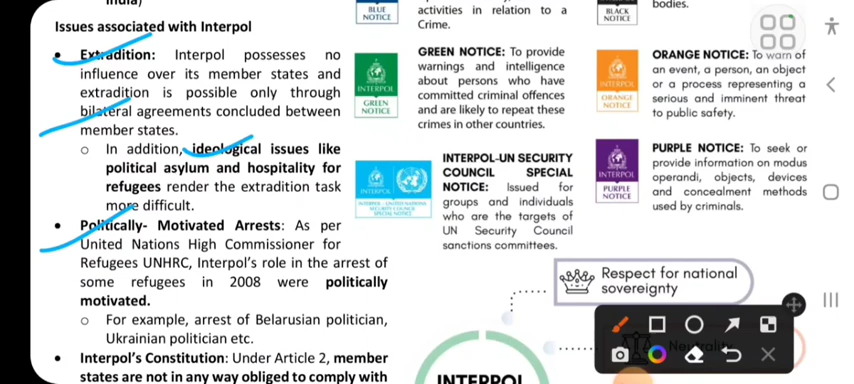 India)
Issues associated with Interpol
• Extradition: Interpol possesses no
influence over its member states and
extradition is possible only through
bilateral agreements concluded between
member states.
o In addition, ideological issues like
political asylum and hospitality for
refugees render the extradition task
more difficult.
• Politically- Motivated Arrests: As per
United Nations High Commissioner for
Refugees UNHRC, Interpol's role in the arrest of
some refugees in 2008 were politically
motivated.
o For example, arrest of Belarusian politician,
Ukrainian politician etc.
• Interpol's Constitution: Under Article 2, member
states are not in any way obliged to comply with
BLUE
NOTICE
activities in relation to a
Crime.
INTERPOL
GREEN
NOTICE
GREEN NOTICE: To provide
warnings and intelligence
about persons who have
committed criminal offences
and are likely to repeat these
crimes in other countries.
INTERPOL
INTERPOL - UNITED NATIONS
SECURITY COUNCIL
SPECIAL NOTICE
INTERPOL-UN SECURITY
COUNCIL SPECIAL
NOTICE: Issued for
groups and individuals
who are the targets of
UN Security Council
sanctions committees.
BLACK
NOTICE
bodies.
INTERPOL
ORANGE
NOTICE
ORANGE NOTICE: To warn of
an event, a person, an object
or a process representing a
serious and imminent threat
to public safety.
INTERPOL
PURPLE
NOTICE
PURPLE NOTICE: To seek or
provide information on modus
operandi, objects, devices
and concealment methods
used by criminals.
Respect for national
sovereignty
Neutrality
INTERPOL